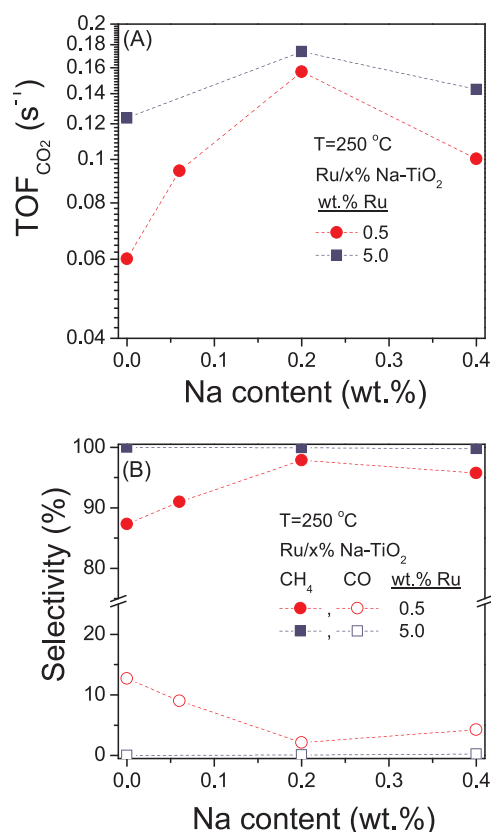 (A)
TOF_CO2 (s⁻¹)
0.2
0.18
0.16
0.14
0.12
0.1
0.08
0.06
0.04
T=250 °C
Ru/x% Na-TiO₂
wt.% Ru
0.5
5.0
0.0 0.1 0.2 0.3 0.4
Na content (wt.%)
(B)
Selectivity (%)
100
90
80
20
10
0
T=250 °C
Ru/x% Na-TiO₂
CH₄ CO wt.% Ru
, 0.5
, 5.0
0.0 0.1 0.2 0.3 0.4
Na content (wt.%)